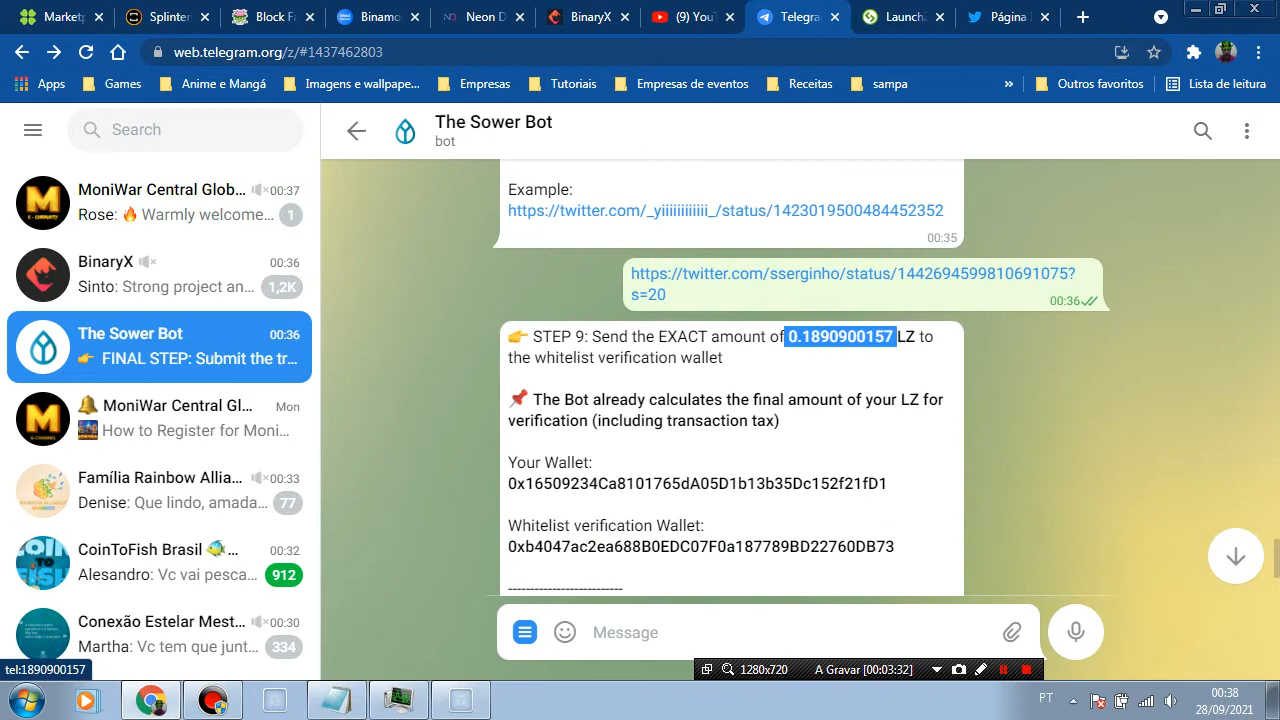 Marketp
Splinter
Block Fa
Binamo
Neon D
BinaryX
(9) YouT
Telegra
LaunchZ
Página I
web.telegram.org/z/#1437462803
Apps
Games
Anime e Mangá
Imagens e wallpape...
Empresas
Tutoriais
Empresas de eventos
Receitas
sampa
»
Outros favoritos
Lista de leitura
Search
MoniWar Central Glob... 00:37
Rose: 🔥 Warmly welcome... 1
BinaryX 00:36
Sinto: Strong project an... 1,2K
The Sower Bot 00:36
👉 FINAL STEP: Submit the tr...
🔔 MoniWar Central Gl... Mon
How to Register for Moni...
Família Rainbow Allia... 00:33
Denise: Que lindo, amada... 77
CoinToFish Brasil 🐠... 00:32
Alesandro: Vc vai pesca... 912
Conexão Estelar Mest... 00:30
Martha: Vc tem que junt... 334
tel:1890900157
The Sower Bot
bot
Example:
https://twitter.com/_yiiiiiiiiiiii_/status/1423019500484452352
00:35
https://twitter.com/sserginho/status/1442694599810691075?
s=20
00:36
👉 STEP 9: Send the EXACT amount of 0.1890900157 LZ to
the whitelist verification wallet
📌 The Bot already calculates the final amount of your LZ for
verification (including transaction tax)
Your Wallet:
0x16509234Ca8101765dA05D1b13b35Dc152f21fD1
Whitelist verification Wallet:
0xb4047ac2ea688B0EDC07F0a187789BD22760DB73
-------------------------
Message
1280x720
A Gravar [00:03:32]
PT
00:38
28/09/2021